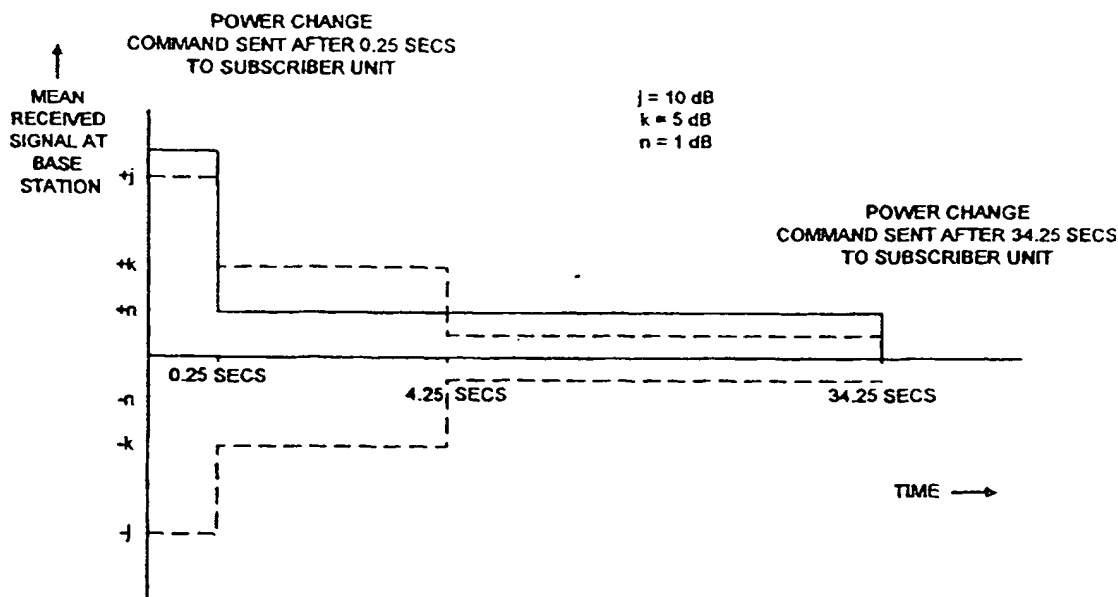 POWER CHANGE
COMMAND SENT AFTER 0.25 SECS
TO SUBSCRIBER UNIT
MEAN
RECEIVED
SIGNAL AT
BASE
STATION
j = 10 dB
k = 5 dB
n = 1 dB
+j
POWER CHANGE
COMMAND SENT AFTER 34.25 SECS
TO SUBSCRIBER UNIT
+k
+n
0.25 SECS
4.25 SECS
34.25 SECS
-n
-k
TIME
-j